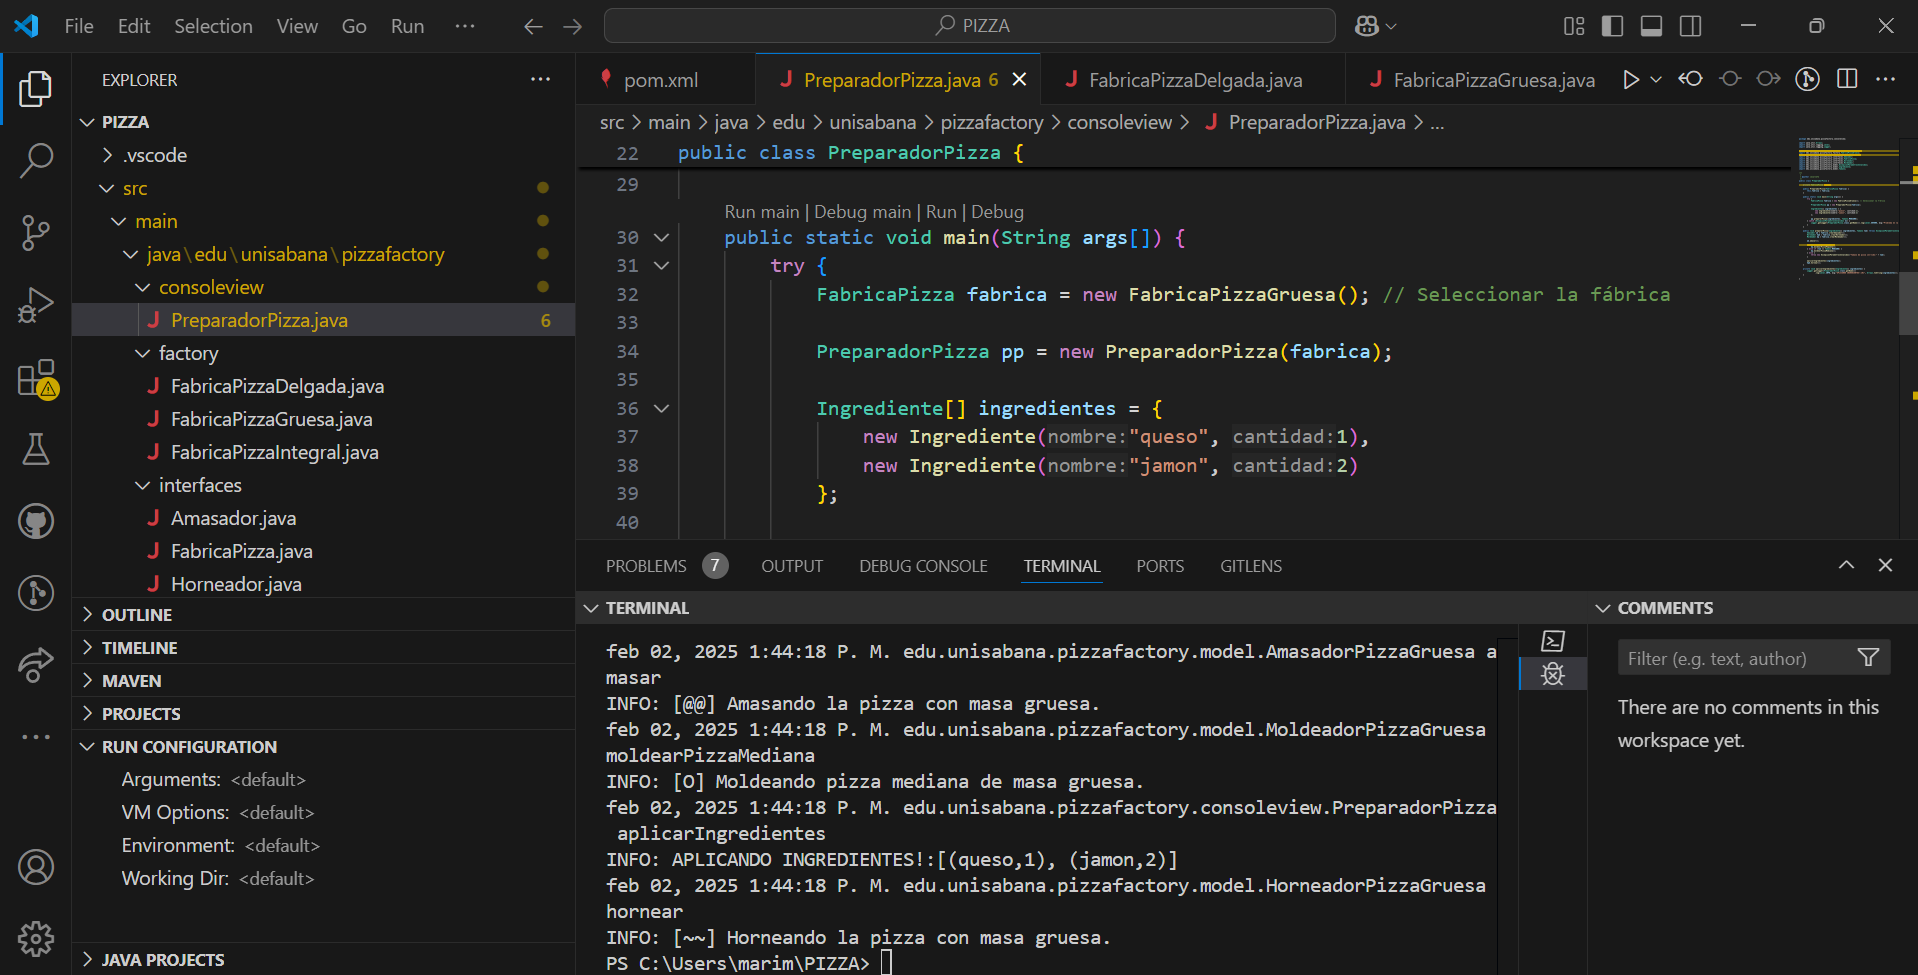 File Edit Selection View Go Run ··· PIZZA
EXPLORER ···
PIZZA
.vscode
src
main
java\edu\unisabana\pizzafactory
consoleview
J PreparadorPizza.java 6
factory
J FabricaPizzaDelgada.java
J FabricaPizzaGruesa.java
J FabricaPizzaIntegral.java
interfaces
J Amasador.java
J FabricaPizza.java
J Horneador.java
OUTLINE
TIMELINE
MAVEN
PROJECTS
RUN CONFIGURATION
Arguments: <default>
VM Options: <default>
Environment: <default>
Working Dir: <default>
JAVA PROJECTS
pom.xml J PreparadorPizza.java 6 J FabricaPizzaDelgada.java J FabricaPizzaGruesa.java ···
src > main > java > edu > unisabana > pizzafactory > consoleview > J PreparadorPizza.java > ...
22 public class PreparadorPizza {
29
Run main | Debug main | Run | Debug
30 public static void main(String args[]) {
31 try {
32 FabricaPizza fabrica = new FabricaPizzaGruesa(); // Seleccionar la fábrica
33
34 PreparadorPizza pp = new PreparadorPizza(fabrica);
35
36 Ingrediente[] ingredientes = {
37 new Ingrediente(nombre:"queso", cantidad:1),
38 new Ingrediente(nombre:"jamon", cantidad:2)
39 };
40
PROBLEMS 7 OUTPUT DEBUG CONSOLE TERMINAL PORTS GITLENS
TERMINAL
feb 02, 2025 1:44:18 P. M. edu.unisabana.pizzafactory.model.AmasadorPizzaGruesa a
masar
INFO: [@@] Amasando la pizza con masa gruesa.
feb 02, 2025 1:44:18 P. M. edu.unisabana.pizzafactory.model.MoldeadorPizzaGruesa
moldearPizzaMediana
INFO: [O] Moldeando pizza mediana de masa gruesa.
feb 02, 2025 1:44:18 P. M. edu.unisabana.pizzafactory.consoleview.PreparadorPizza
aplicarIngredientes
INFO: APLICANDO INGREDIENTES!:[(queso,1), (jamon,2)]
feb 02, 2025 1:44:18 P. M. edu.unisabana.pizzafactory.model.HorneadorPizzaGruesa
hornear
INFO: [~~] Horneando la pizza con masa gruesa.
PS C:\Users\marim\PIZZA>
COMMENTS
Filter (e.g. text, author)
There are no comments in this
workspace yet.